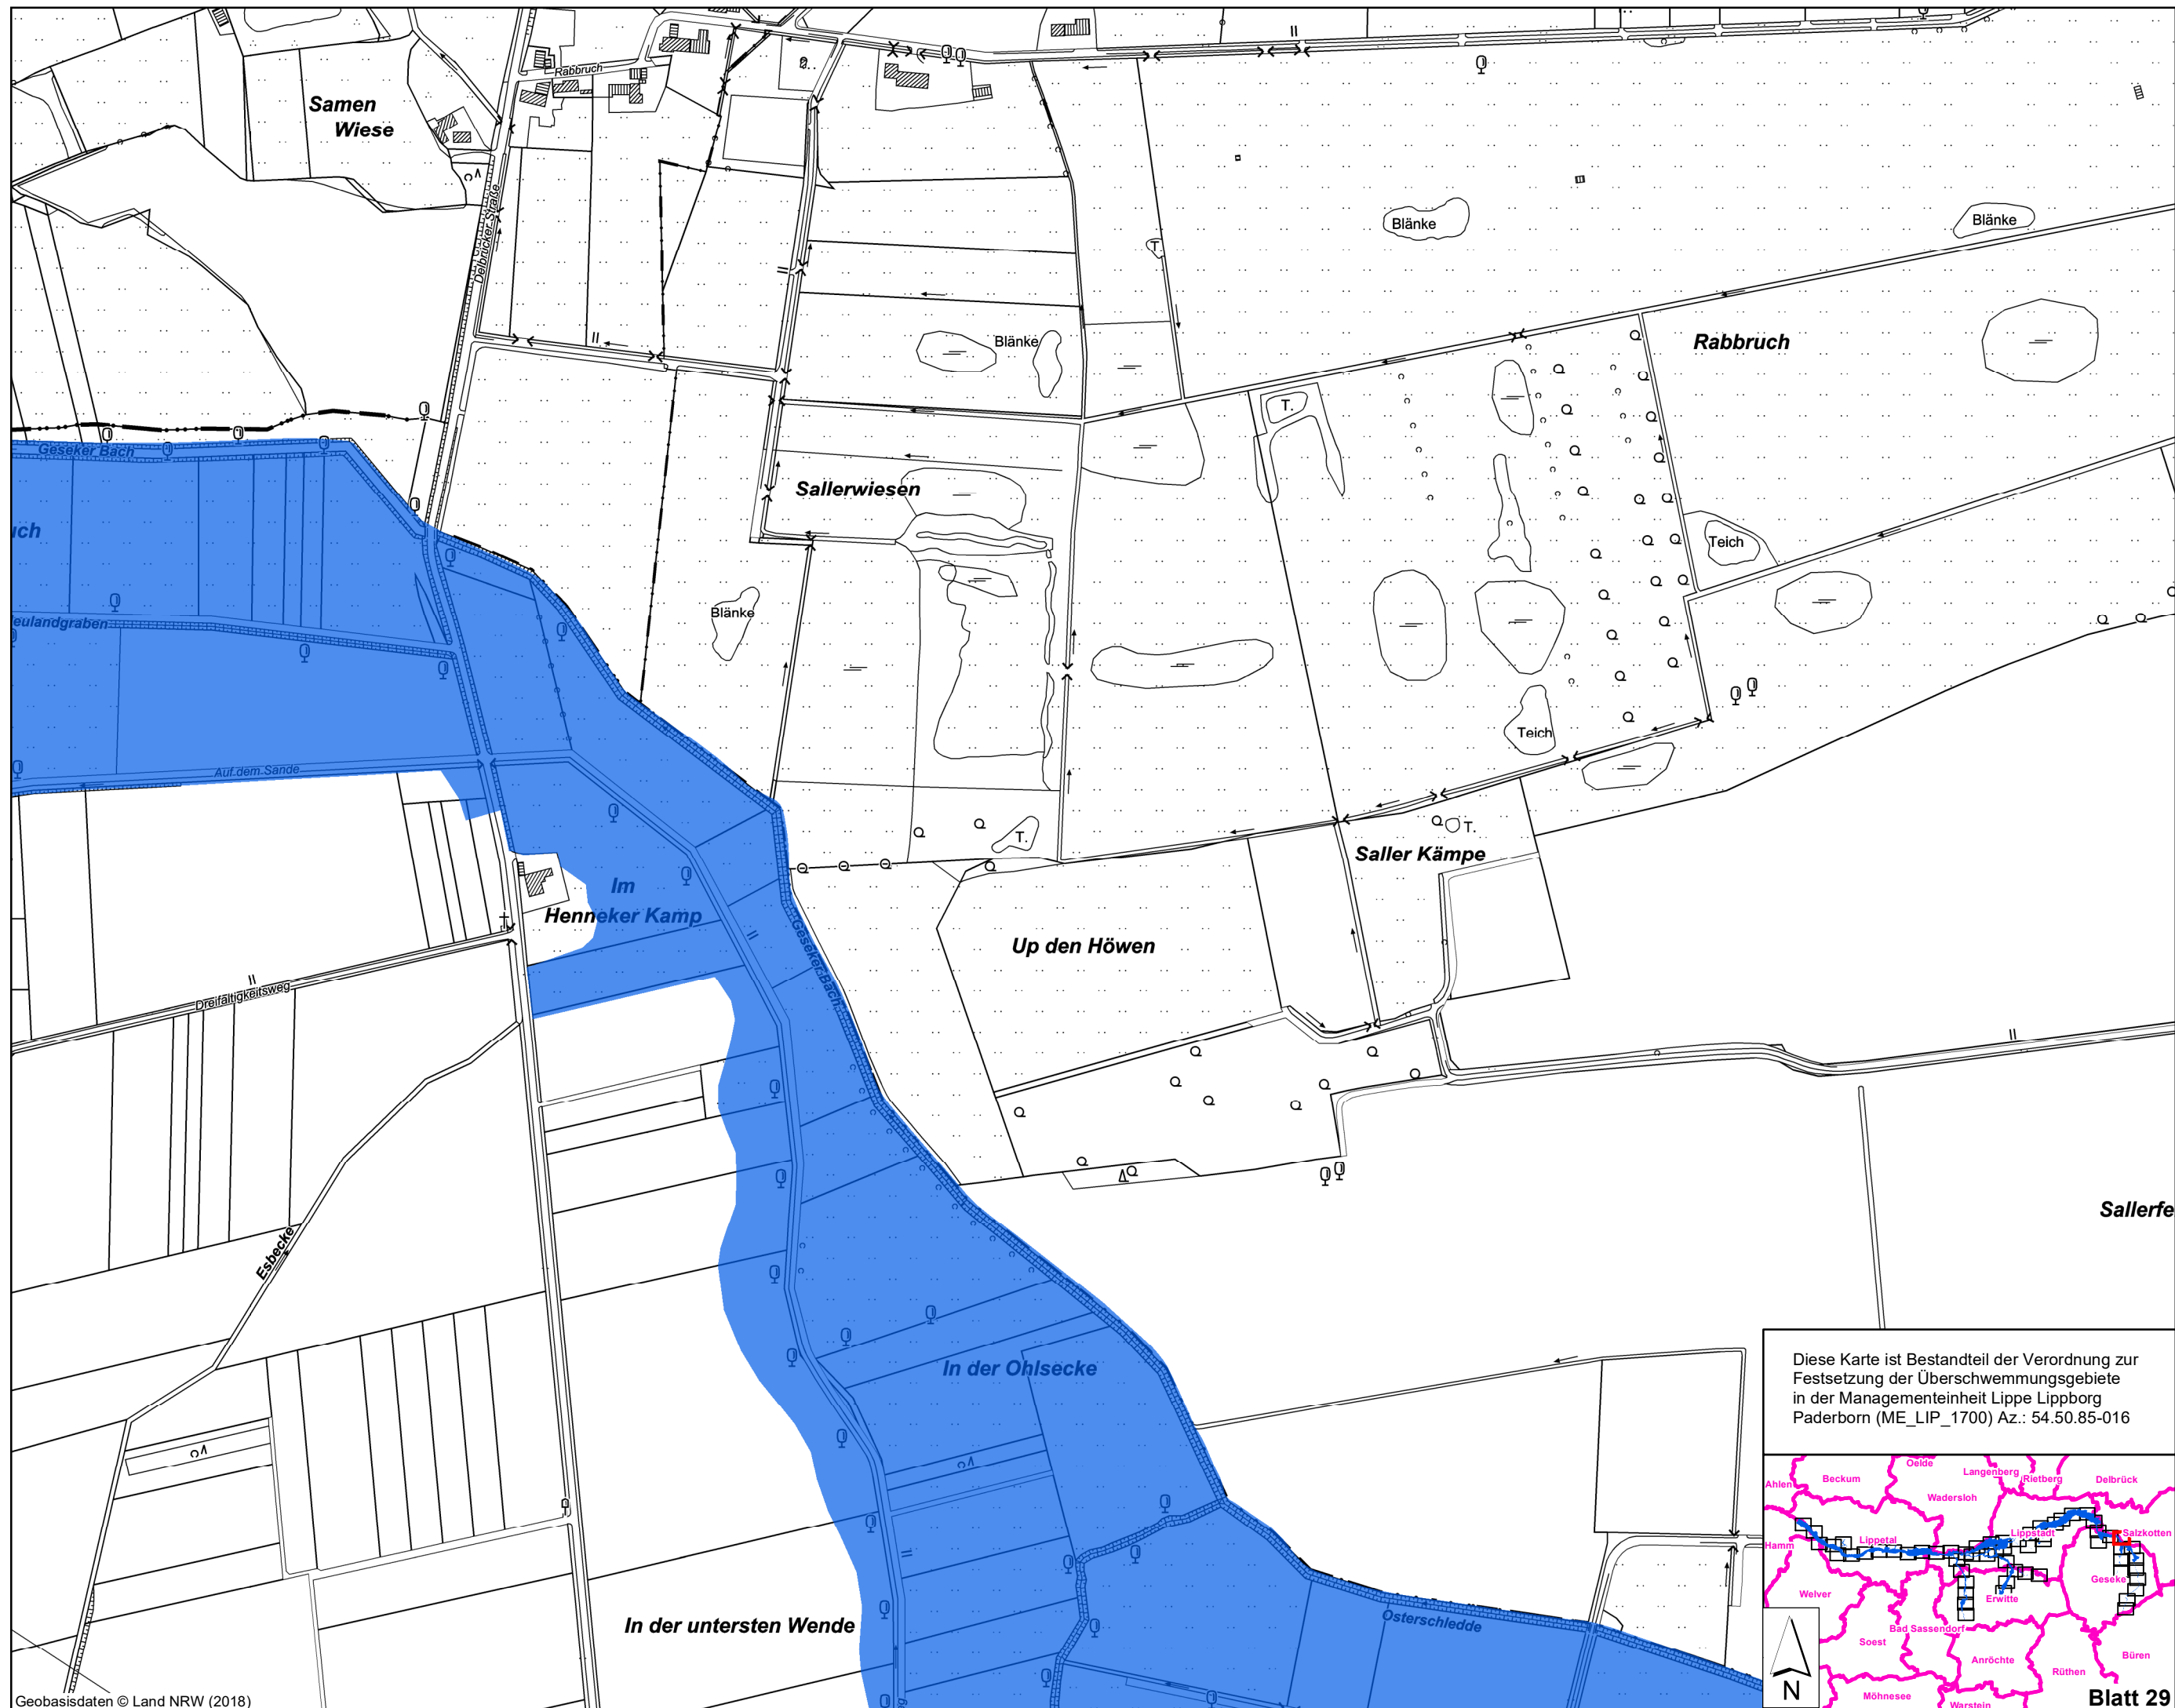 Rabbruch
Samen
Wiese
Delbrücker Straße
Blänke
Blänke
T.
Blänke
Rabbruch
T.
Geseker Bach
Sallerwiesen
uch
Teich
Blänke
eulandgraben
Teich
Auf dem Sande
T.
T.
Saller Kämpe
Im
Henneker Kamp
Geseker Bach
Up den Höwen
Dreifaltigkeitsweg
Esbecke
Sallerfe
In der Ohlsecke
In der untersten Wende
Osterschledde
Diese Karte ist Bestandteil der Verordnung zur
Festsetzung der Überschwemmungsgebiete
in der Managementeinheit Lippe Lippborg
Paderborn (ME_LIP_1700) Az.: 54.50.85-016
Oelde
Ahlen
Beckum
Langenberg
Rietberg
Delbrück
Wadersloh
Hamm
Lippetal
Lippstadt
Salzkotten
Welver
Erwitte
Geseke
Soest
Bad Sassendorf
Anröchte
Rüthen
Büren
Möhnesee
Warstein
N
Blatt 29
Geobasisdaten © Land NRW (2018)